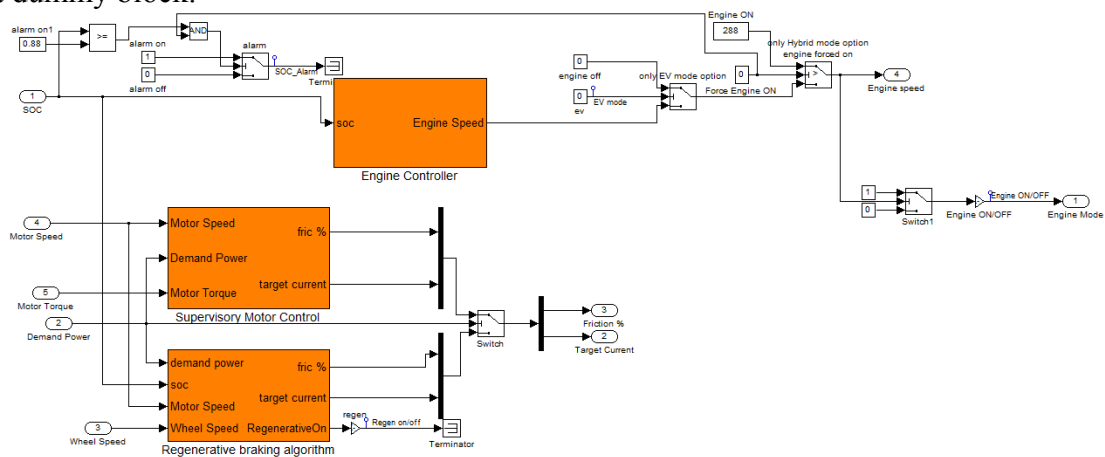 a dummy block.
Engine ON
alarm on1
0.88
>=
AND
alarm on
alarm
1
0
alarm off
SOC_Alarm
Termi
288
only Hybrid mode option
engine forced on
0
>
0
engine off
only EV mode option
0
EV mode
ev
Force Engine ON
4
Engine speed
1
SOC
soc
Engine Speed
Engine Controller
1
0
Switch1
Engine ON/OFF
Engine ON/OFF
1
Engine Mode
4
Motor Speed
Motor Speed
fric %
Demand Power
5
Motor Torque
Motor Torque
target current
Supervisory Motor Control
2
Demand Power
Switch
3
Friction %
2
Target Current
demand power
fric %
soc
target current
Motor Speed
3
Wheel Speed
Wheel Speed
RegenerativeOn
regen
Regen on/off
Terminator
Regenerative braking algorithm